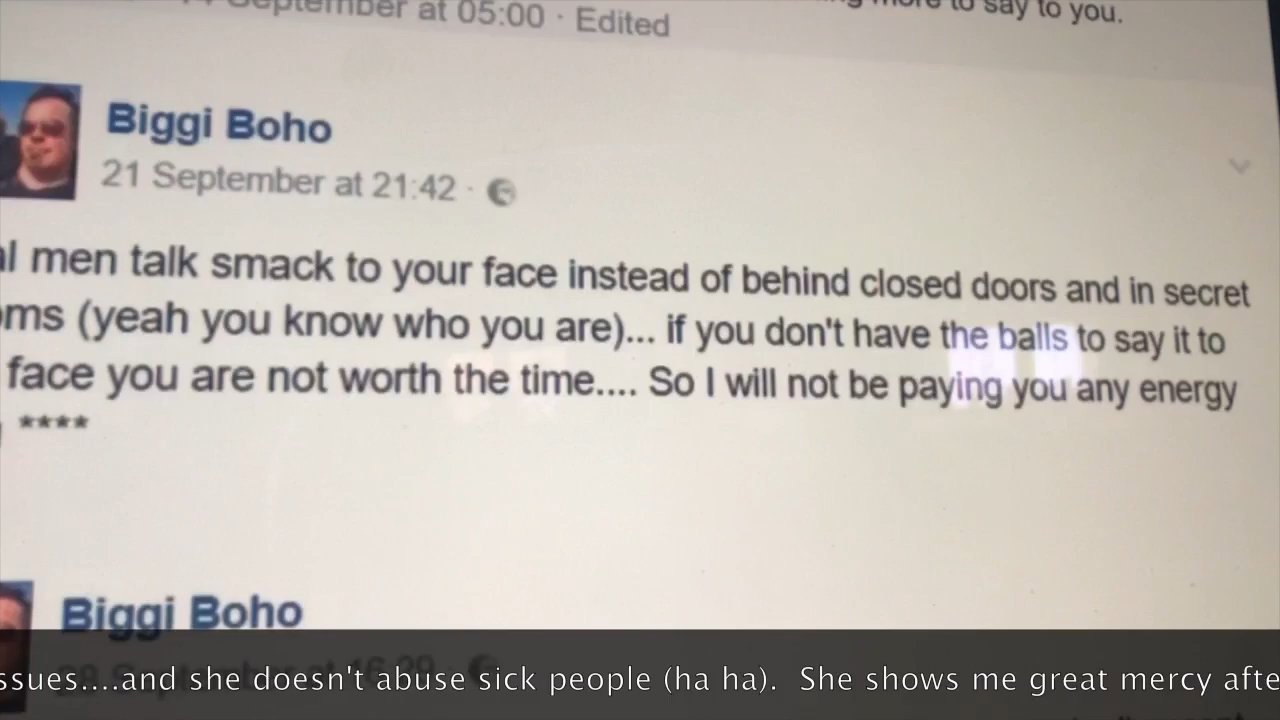 September at 05:00 · Edited
to say to you.
Biggi Boho
21 September at 21:42 ·
men talk smack to your face instead of behind closed doors and in secret
(yeah you know who you are)... if you don't have the balls to say it to
face you are not worth the time.... So I will not be paying you any energy
****
Biggi Boho
September at 16:29 ·
ssues....and she doesn't abuse sick people (ha ha). She shows me great mercy afte